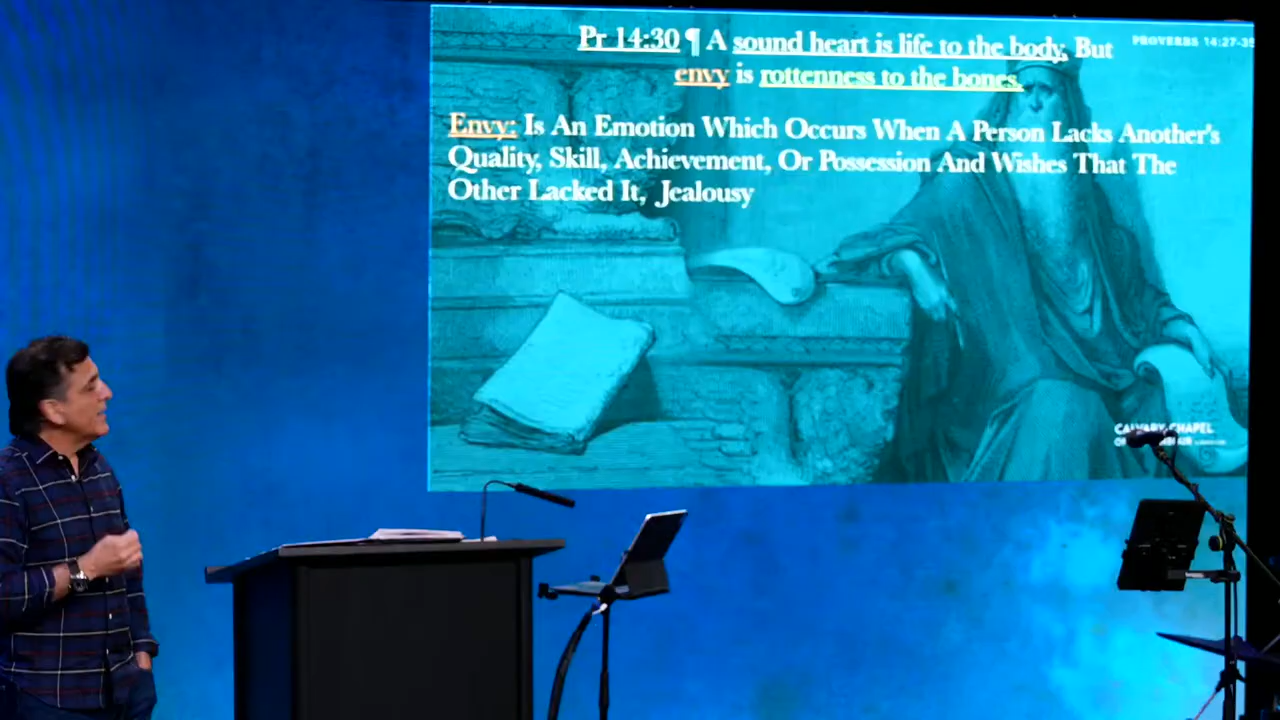 Pr 14:30 ¶ A sound heart is life to the body, But
PROVERBS 14:27-35
envy is rottenness to the bones.
Envy: Is An Emotion Which Occurs When A Person Lacks Another's
Quality, Skill, Achievement, Or Possession And Wishes That The
Other Lacked It, Jealousy
CALVARY CHAPEL